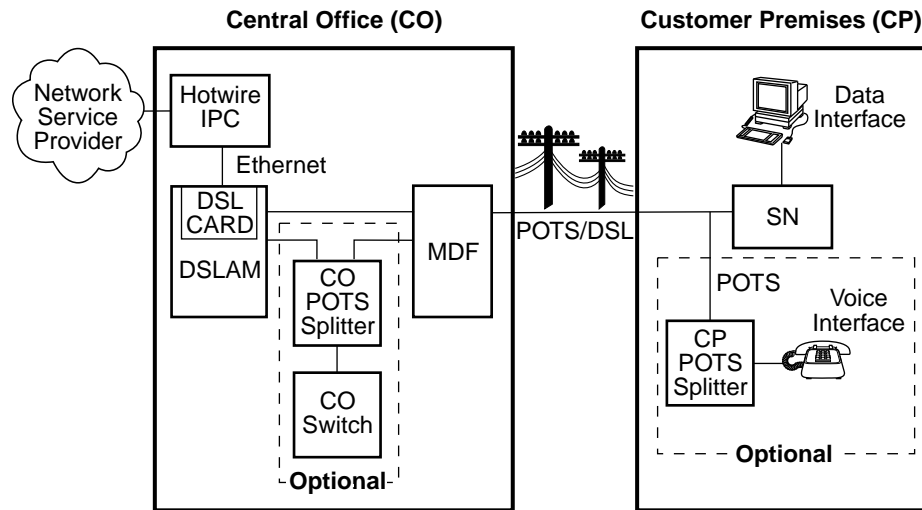 Central Office (CO)
Customer Premises (CP)
Network
Service
Provider
Hotwire
IPC
Ethernet
DSL
CARD
DSLAM
CO
POTS
Splitter
CO
Switch
Optional
MDF
POTS/DSL
Data
Interface
SN
POTS
Voice
Interface
CP
POTS
Splitter
Optional